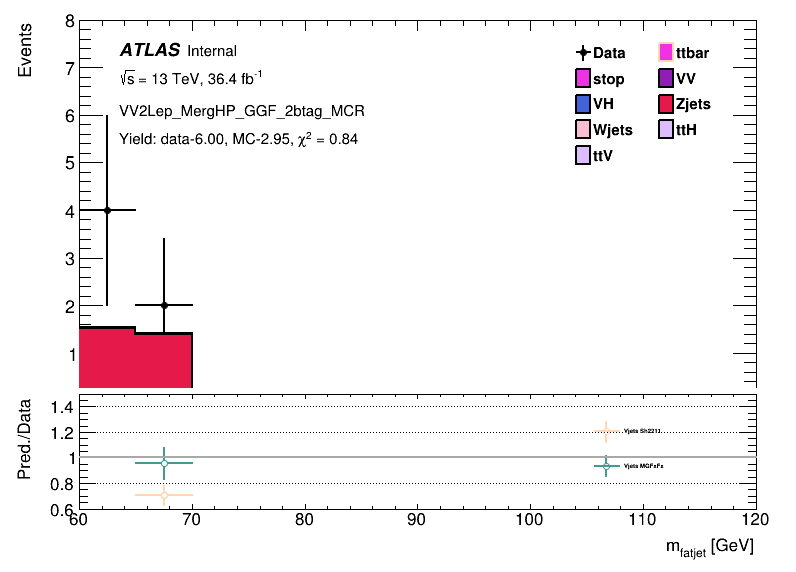 Events
8
7
6
5
4
3
2
1
ATLAS Internal
√s = 13 TeV, 36.4 fb⁻¹
VV2Lep_MergHP_GGF_2btag_MCR
Yield: data-6.00, MC-2.95, χ² = 0.84
Data ttbar
stop VV
VH Zjets
Wjets ttH
ttV
Pred./Data
1.4
1.2
1
0.8
0.6
Vjets Sh2211
Vjets MGFxFx
60 70 80 90 100 110 120
m_fatjet [GeV]